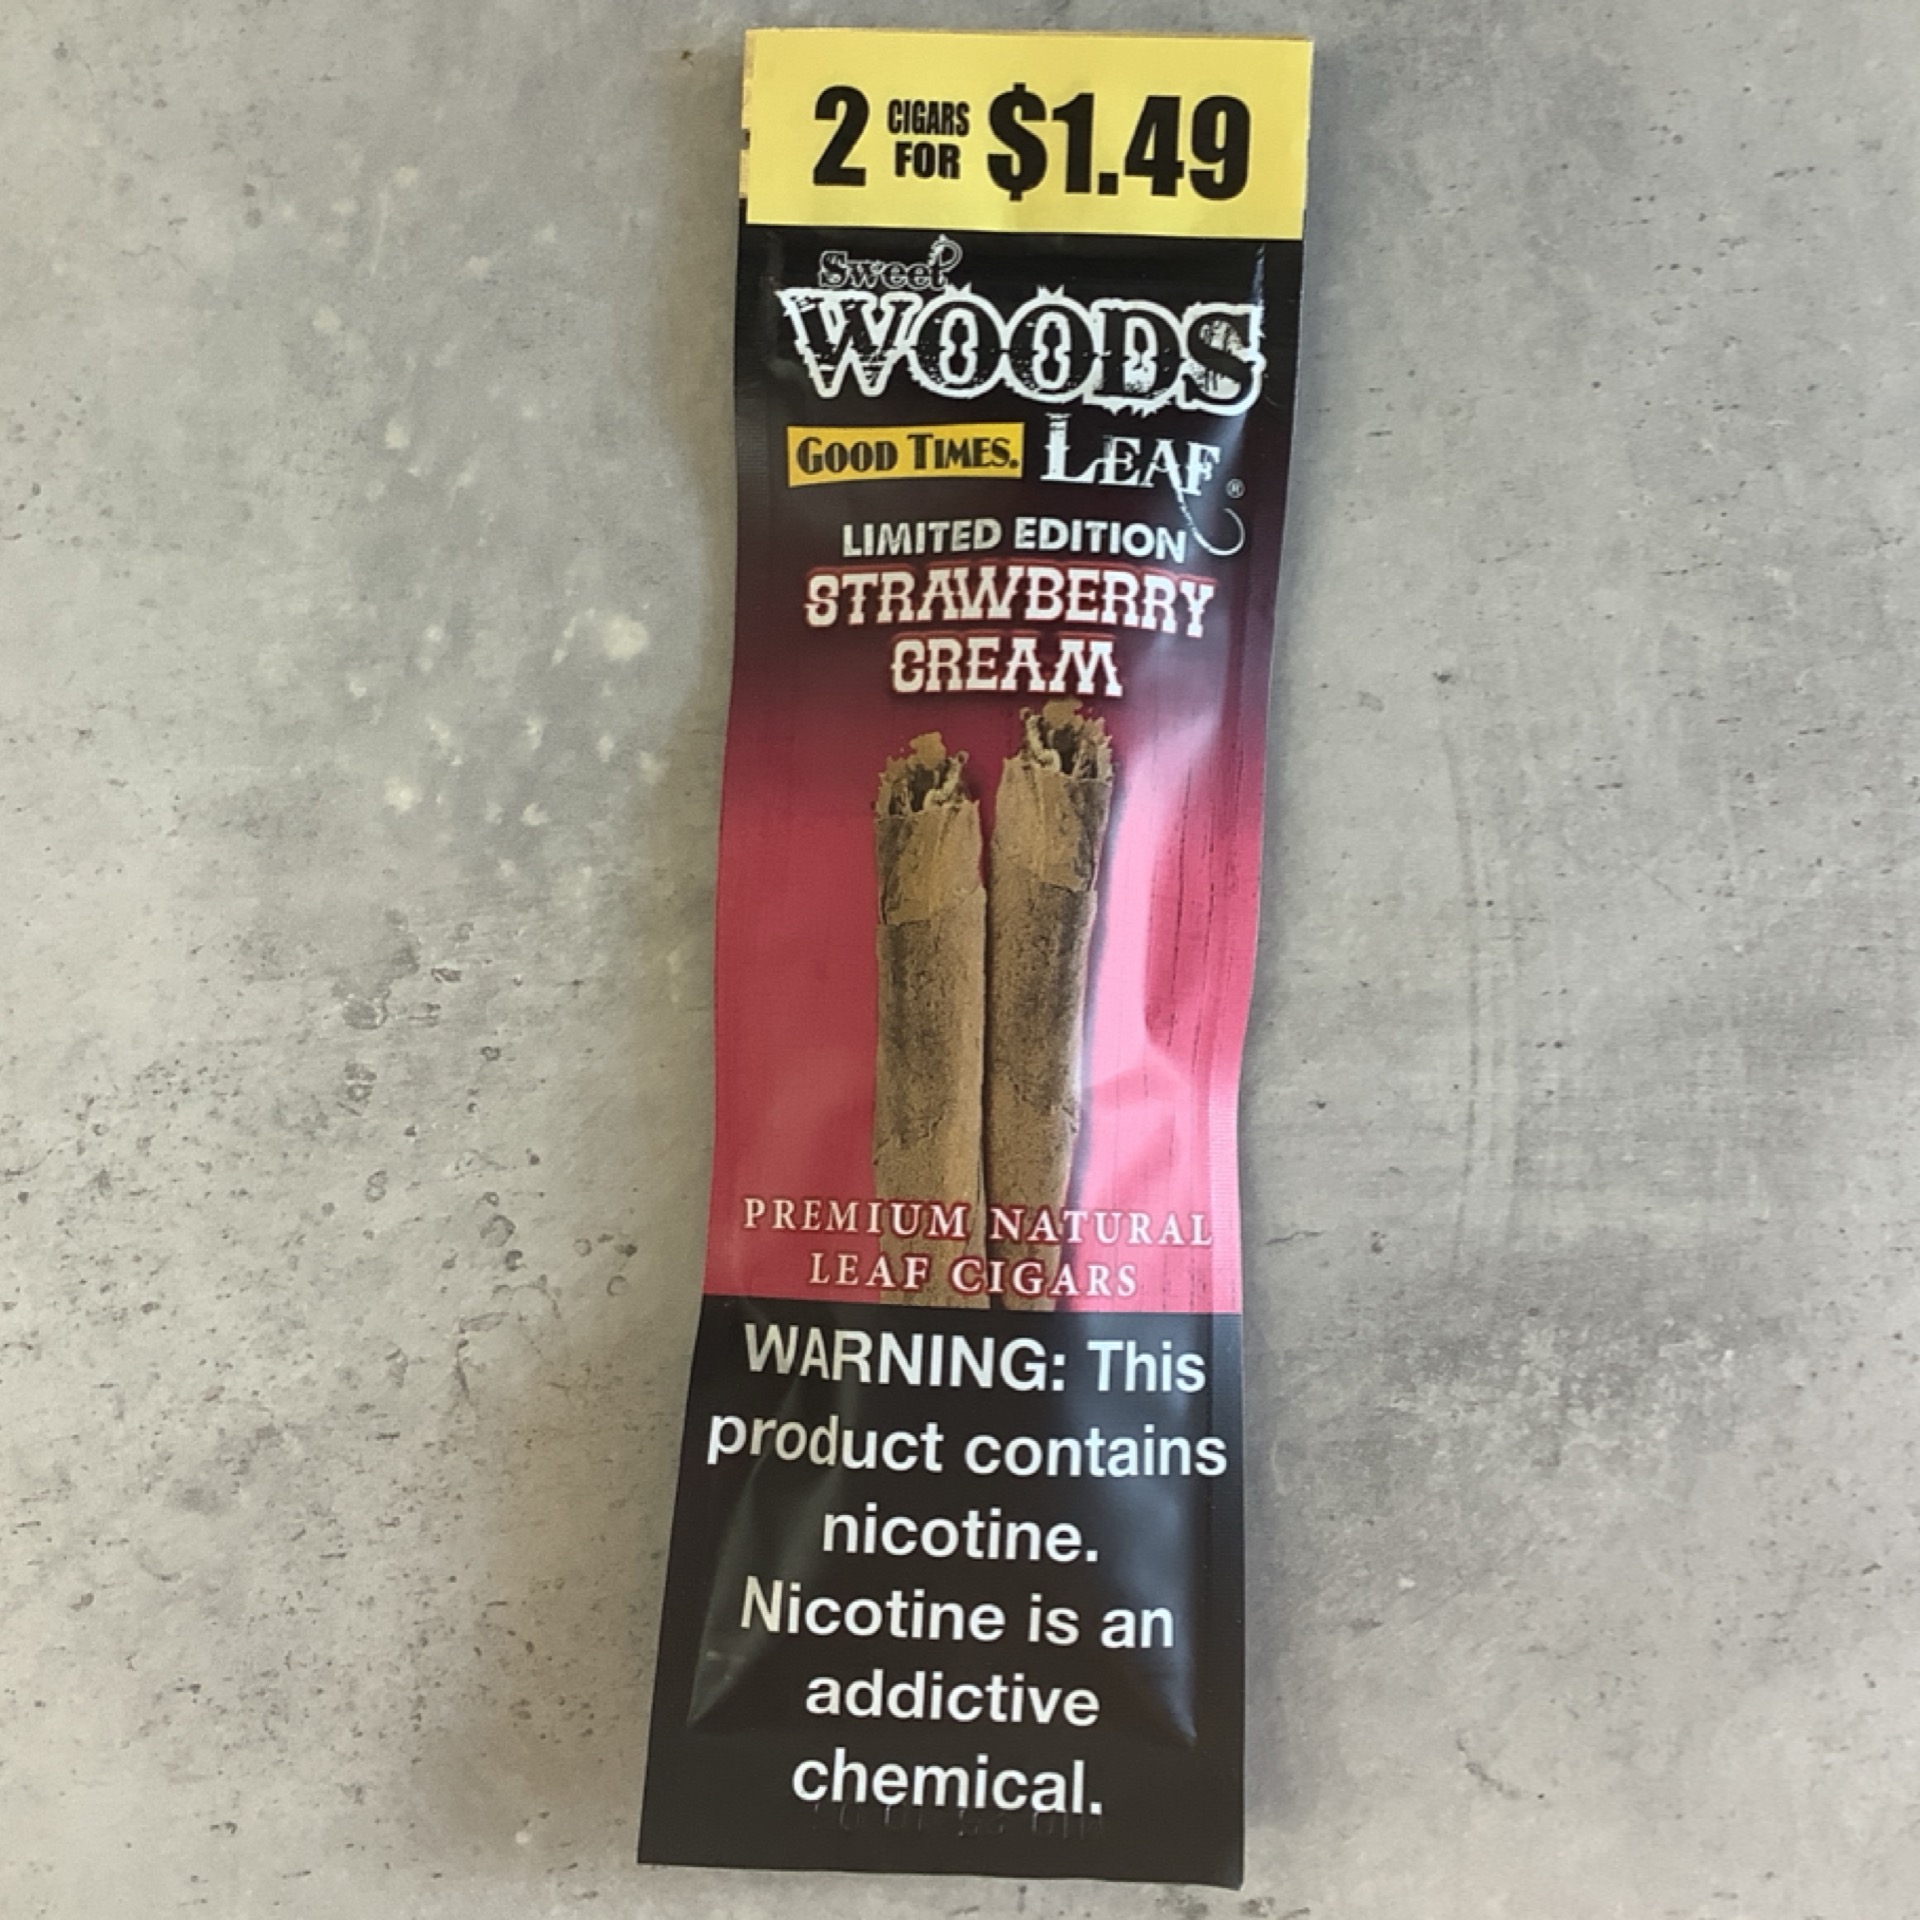 2 CIGARS FOR $1.49
Sweet
WOODS
GOOD TIMES. LEAF®
LIMITED EDITION
STRAWBERRY
CREAM
PREMIUM NATURAL
LEAF CIGARS
WARNING: This
product contains
nicotine.
Nicotine is an
addictive
chemical.